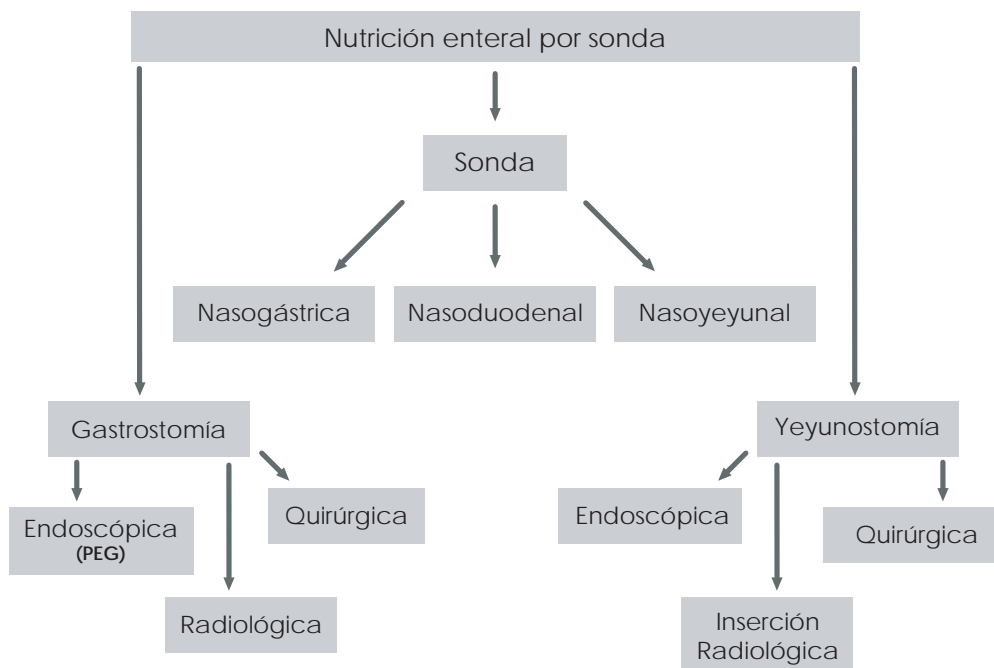 Nutrición enteral por sonda
Sonda
Nasogástrica
Nasoduodenal
Nasoyeyunal
Gastrostomía
Yeyunostomía
Endoscópica
(PEG)
Quirúrgica
Endoscópica
Quirúrgica
Radiológica
Inserción
Radiológica